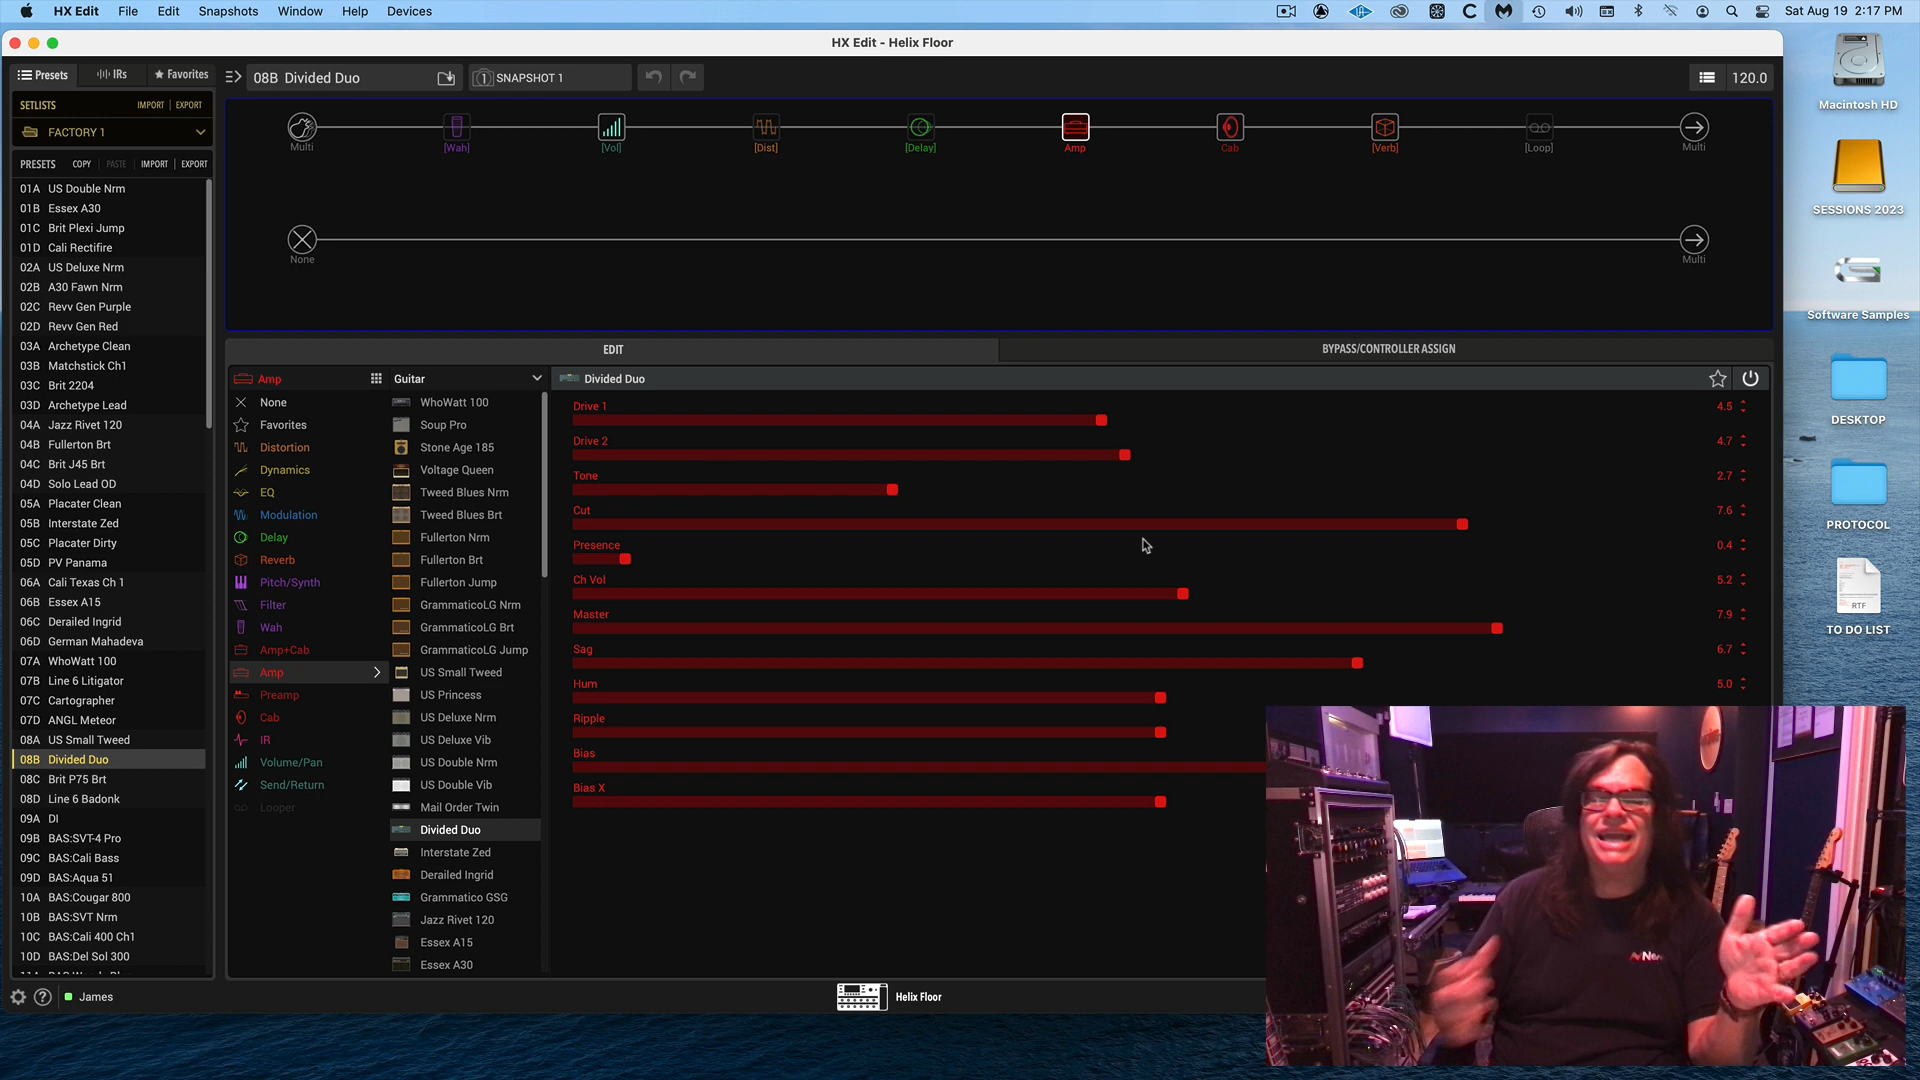 HX Edit File Edit Snapshots Window Help Devices
Sat Aug 19 2:17 PM
HX Edit - Helix Floor
Presets IRs Favorites
08B Divided Duo
1 SNAPSHOT 1
120.0
SETLISTS IMPORT | EXPORT
FACTORY 1
PRESETS COPY PASTE IMPORT | EXPORT
01A US Double Nrm
01B Essex A30
01C Brit Plexi Jump
01D Cali Rectifire
02A US Deluxe Nrm
02B A30 Fawn Nrm
02C Revv Gen Purple
02D Revv Gen Red
03A Archetype Clean
03B Matchstick Ch1
03C Brit 2204
03D Archetype Lead
04A Jazz Rivet 120
04B Fullerton Brt
04C Brit J45 Brt
04D Solo Lead OD
05A Placater Clean
05B Interstate Zed
05C Placater Dirty
05D PV Panama
06A Cali Texas Ch 1
06B Essex A15
06C Derailed Ingrid
06D German Mahadeva
07A WhoWatt 100
07B Line 6 Litigator
07C Cartographer
07D ANGL Meteor
08A US Small Tweed
08B Divided Duo
08C Brit P75 Brt
08D Line 6 Badonk
09A DI
09B BAS:SVT-4 Pro
09C BAS:Cali Bass
09D BAS:Aqua 51
10A BAS:Cougar 800
10B BAS:SVT Nrm
10C BAS:Cali 400 Ch1
10D BAS:Del Sol 300
James
Multi [Wah] [Vol] [Dist] [Delay] Amp Cab [Verb] [Loop] Multi
None Multi
EDIT BYPASS/CONTROLLER ASSIGN
Amp
None
Favorites
Distortion
Dynamics
EQ
Modulation
Delay
Reverb
Pitch/Synth
Filter
Wah
Amp+Cab
Amp
Preamp
Cab
IR
Volume/Pan
Send/Return
Looper
Guitar
WhoWatt 100
Soup Pro
Stone Age 185
Voltage Queen
Tweed Blues Nrm
Tweed Blues Brt
Fullerton Nrm
Fullerton Brt
Fullerton Jump
GrammaticoLG Nrm
GrammaticoLG Brt
GrammaticoLG Jump
US Small Tweed
US Princess
US Deluxe Nrm
US Deluxe Vib
US Double Nrm
US Double Vib
Mail Order Twin
Divided Duo
Interstate Zed
Derailed Ingrid
Grammatico GSG
Jazz Rivet 120
Essex A15
Essex A30
Divided Duo
Drive 1 4.5
Drive 2 4.7
Tone 2.7
Cut 7.6
Presence 0.4
Ch Vol 5.2
Master 7.9
Sag 6.7
Hum 5.0
Ripple
Bias
Bias X
Helix Floor
Macintosh HD
SESSIONS 2023
Software Samples
DESKTOP
PROTOCOL
RTF
TO DO LIST